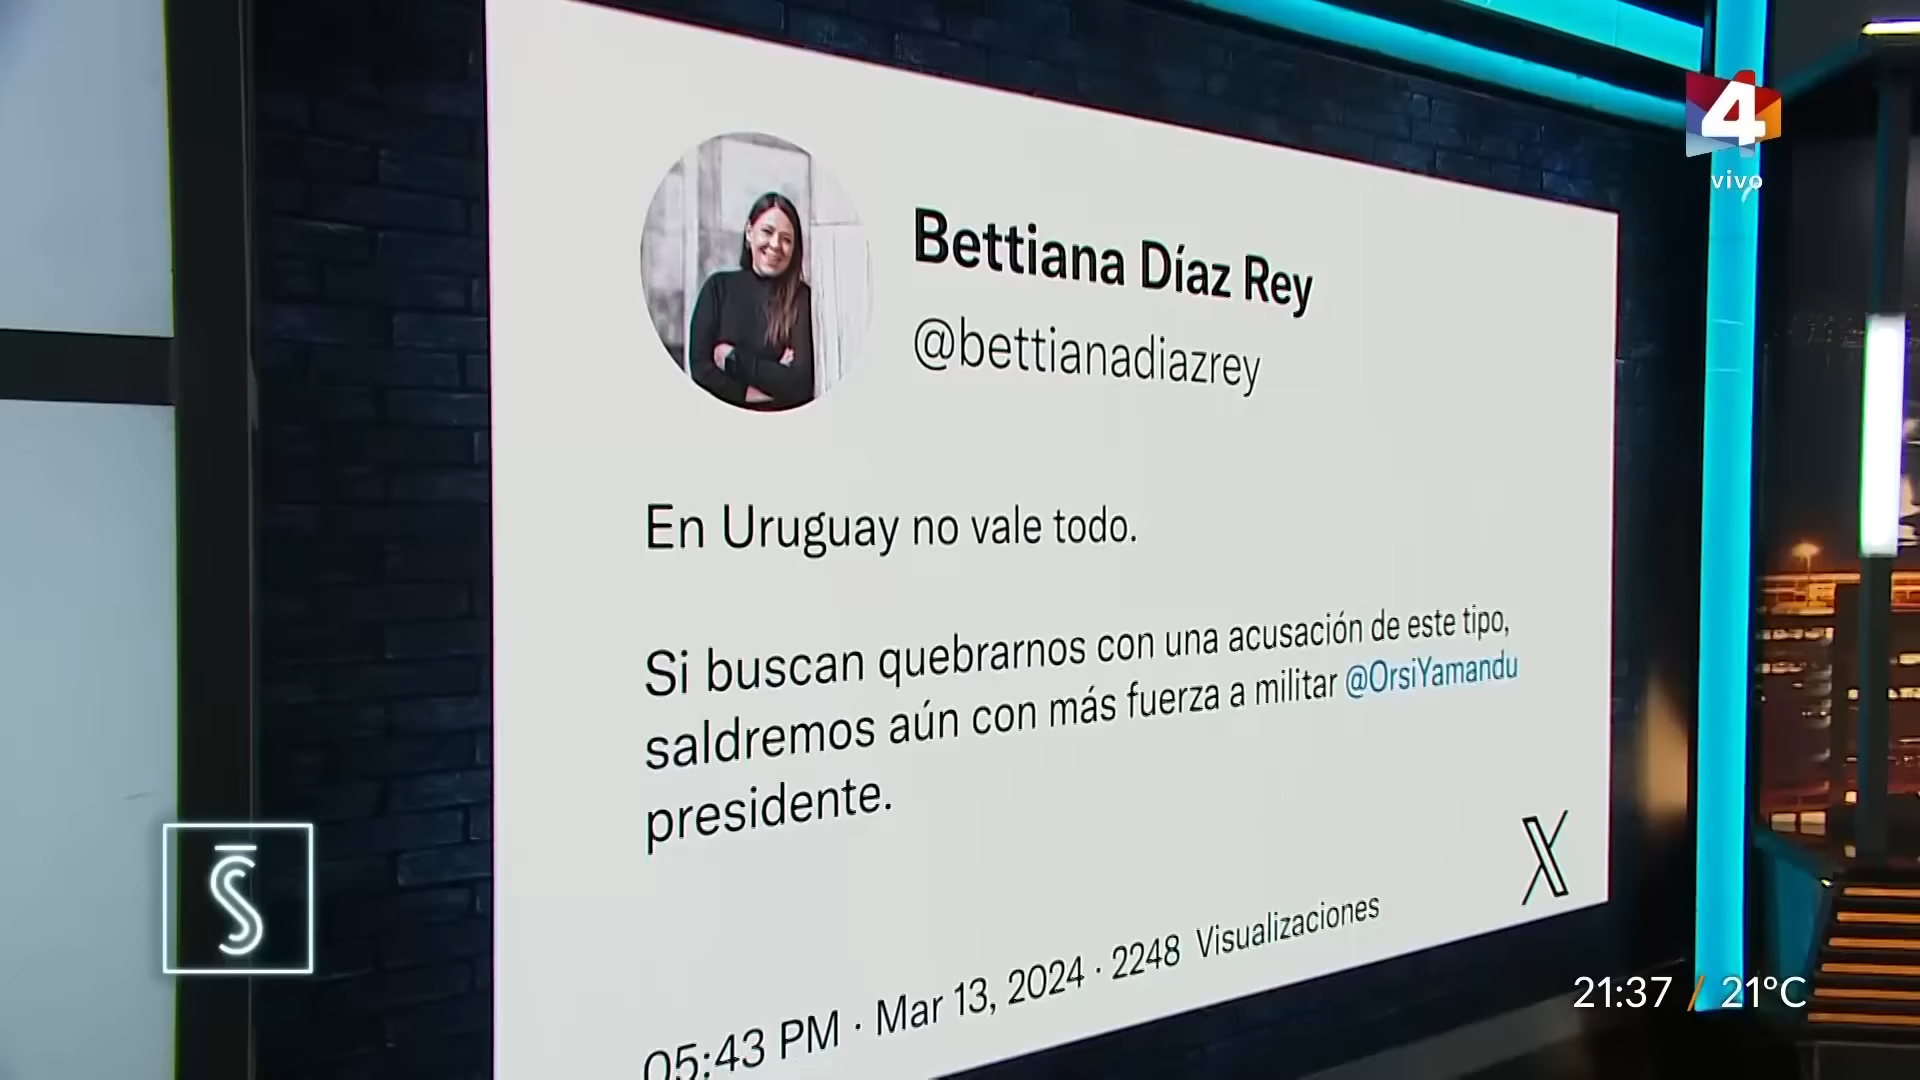 4
vivo
Bettiana Díaz Rey
@bettianadiazrey
En Uruguay no vale todo.
Si buscan quebrarnos con una acusación de este tipo,
saldremos aún con más fuerza a militar @OrsiYamandu
presidente.
X
05:43 PM · Mar 13, 2024 · 2248 Visualizaciones
S
21:37 / 21°C